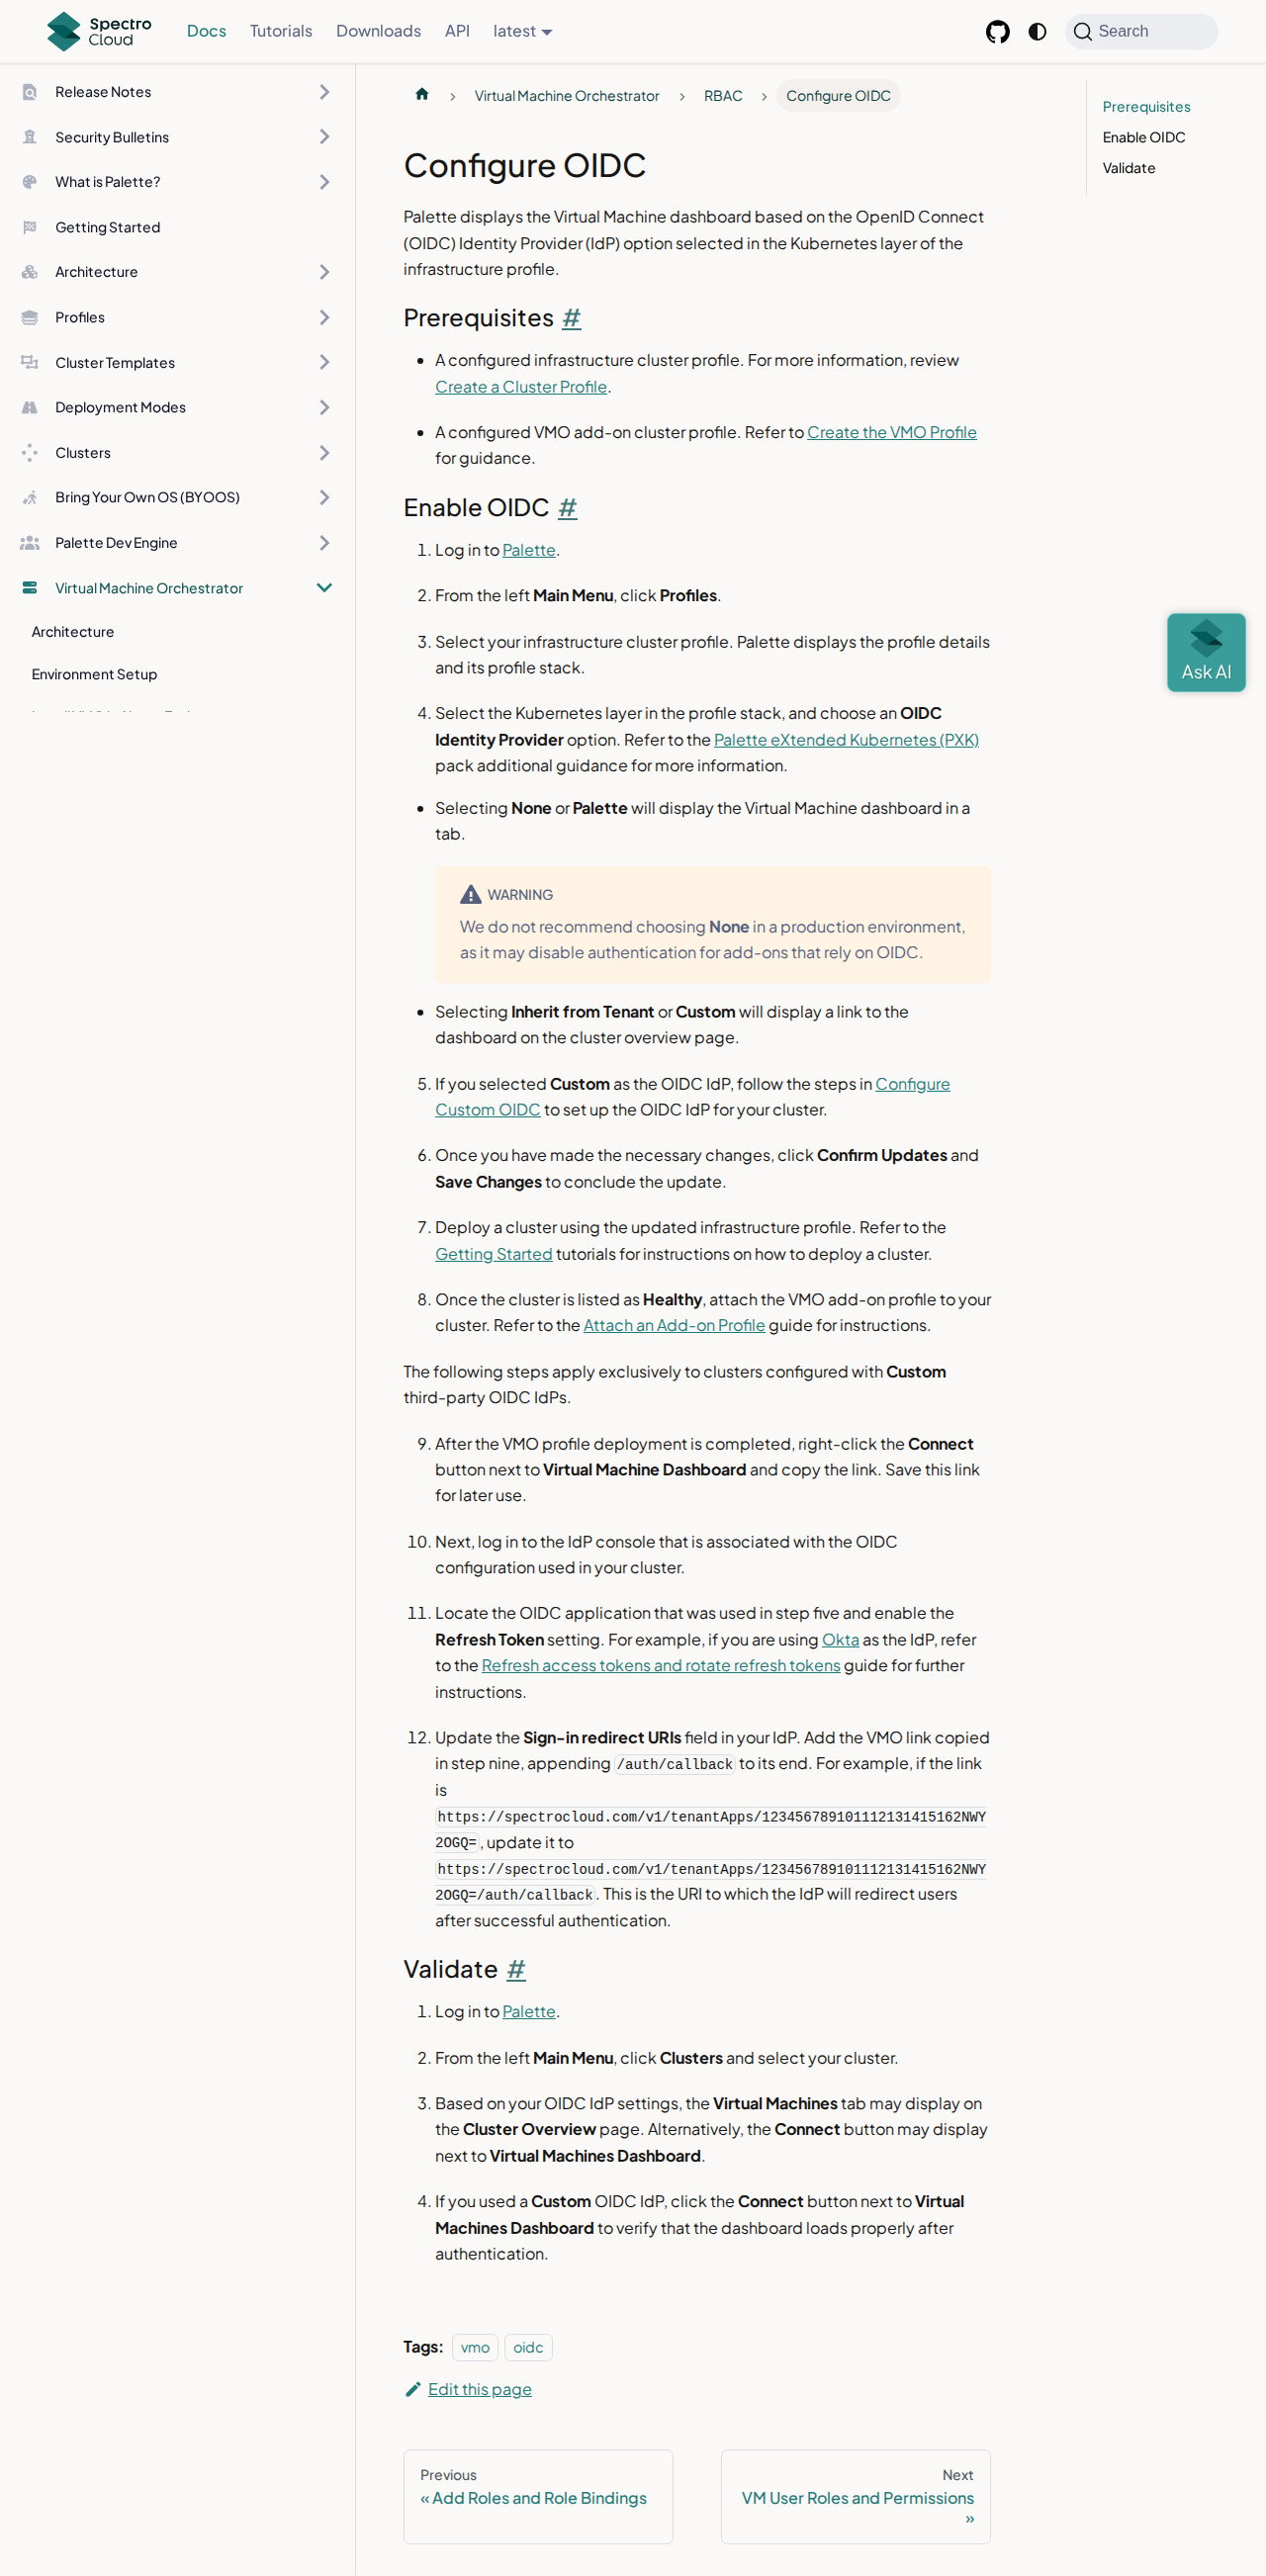 Spectro Cloud
Docs
Tutorials
Downloads
API
latest
Search
Release Notes
Security Bulletins
What is Palette?
Getting Started
Architecture
Profiles
Cluster Templates
Deployment Modes
Clusters
Bring Your Own OS (BYOOS)
Palette Dev Engine
Virtual Machine Orchestrator
Architecture
Environment Setup
Virtual Machine Orchestrator
RBAC
Configure OIDC
Configure OIDC
Palette displays the Virtual Machine dashboard based on the OpenID Connect
(OIDC) Identity Provider (IdP) option selected in the Kubernetes layer of the
infrastructure profile.
Prerequisites #
A configured infrastructure cluster profile. For more information, review
Create a Cluster Profile.
A configured VMO add-on cluster profile. Refer to Create the VMO Profile
for guidance.
Enable OIDC #
1. Log in to Palette.
2. From the left Main Menu, click Profiles.
3. Select your infrastructure cluster profile. Palette displays the profile details
and its profile stack.
4. Select the Kubernetes layer in the profile stack, and choose an OIDC
Identity Provider option. Refer to the Palette eXtended Kubernetes (PXK)
pack additional guidance for more information.
Selecting None or Palette will display the Virtual Machine dashboard in a
tab.
WARNING
We do not recommend choosing None in a production environment,
as it may disable authentication for add-ons that rely on OIDC.
Selecting Inherit from Tenant or Custom will display a link to the
dashboard on the cluster overview page.
5. If you selected Custom as the OIDC IdP, follow the steps in Configure
Custom OIDC to set up the OIDC IdP for your cluster.
6. Once you have made the necessary changes, click Confirm Updates and
Save Changes to conclude the update.
7. Deploy a cluster using the updated infrastructure profile. Refer to the
Getting Started tutorials for instructions on how to deploy a cluster.
8. Once the cluster is listed as Healthy, attach the VMO add-on profile to your
cluster. Refer to the Attach an Add-on Profile guide for instructions.
The following steps apply exclusively to clusters configured with Custom
third-party OIDC IdPs.
9. After the VMO profile deployment is completed, right-click the Connect
button next to Virtual Machine Dashboard and copy the link. Save this link
for later use.
10. Next, log in to the IdP console that is associated with the OIDC
configuration used in your cluster.
11. Locate the OIDC application that was used in step five and enable the
Refresh Token setting. For example, if you are using Okta as the IdP, refer
to the Refresh access tokens and rotate refresh tokens guide for further
instructions.
12. Update the Sign-in redirect URIs field in your IdP. Add the VMO link copied
in step nine, appending /auth/callback to its end. For example, if the link
is
https://spectrocloud.com/v1/tenantApps/123456789101112131415162NWY
2OGQ=, update it to
https://spectrocloud.com/v1/tenantApps/123456789101112131415162NWY
2OGQ=/auth/callback. This is the URI to which the IdP will redirect users
after successful authentication.
Validate #
1. Log in to Palette.
2. From the left Main Menu, click Clusters and select your cluster.
3. Based on your OIDC IdP settings, the Virtual Machines tab may display on
the Cluster Overview page. Alternatively, the Connect button may display
next to Virtual Machines Dashboard.
4. If you used a Custom OIDC IdP, click the Connect button next to Virtual
Machines Dashboard to verify that the dashboard loads properly after
authentication.
Tags: vmo oidc
Edit this page
Previous
« Add Roles and Role Bindings
Next
VM User Roles and Permissions
»
Prerequisites
Enable OIDC
Validate
Ask AI